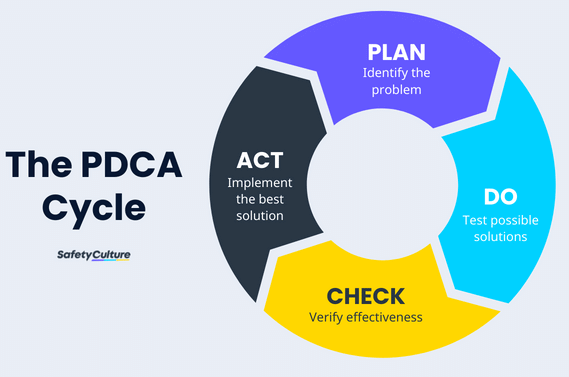 The PDCA
Cycle
SafetyCulture
PLAN
Identify the
problem
DO
Test possible
solutions
CHECK
Verify effectiveness
ACT
Implement
the best
solution